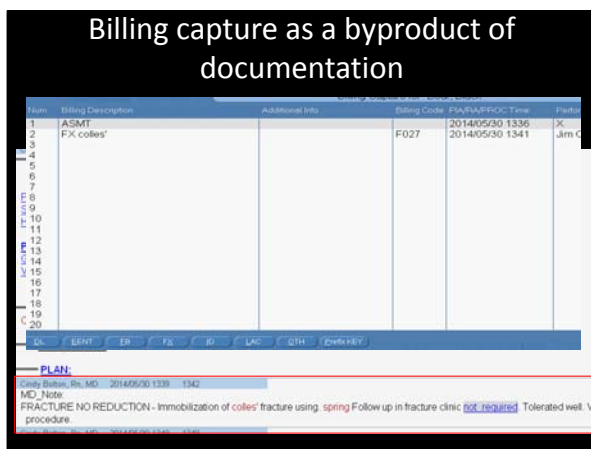 Billing capture as a byproduct of
documentation
Num Billing Description Additional Info Billing Code PIA/RA/PROC Time
1 ASMT 2014/05/30 1336 X
2 FX colles' F027 2014/05/30 1341 Jim
3
4
5
6
7
8
9
10
11
12
13
14
15
16
17
18
19
20
DL EENT ER FX IO LAC OTH Prefix KEY
PLAN:
Cindy Bolton, Rn, MD 2014/05/30 1339 1342
MD_Note:
FRACTURE NO REDUCTION - Immobilization of colles' fracture using. spring Follow up in fracture clinic not required. Tolerated well.
procedure.